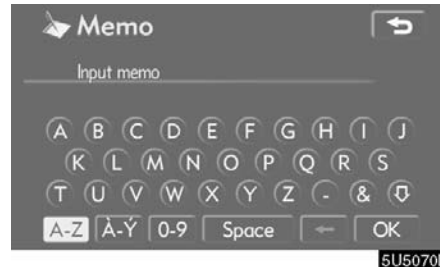 Memo
Input memo
A B C D E F G H I J
K L M N O P Q R S
T U V W X Y Z - &
A-Z À-Ý 0-9 Space ← OK
5U5070